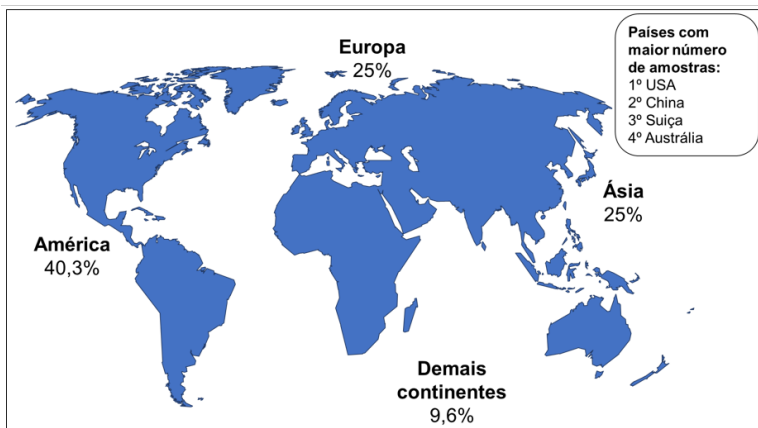 Europa
25%
Países com
maior número
de amostras:
1º USA
2º China
3º Suiça
4º Austrália
Ásia
25%
América
40,3%
Demais
continentes
9,6%